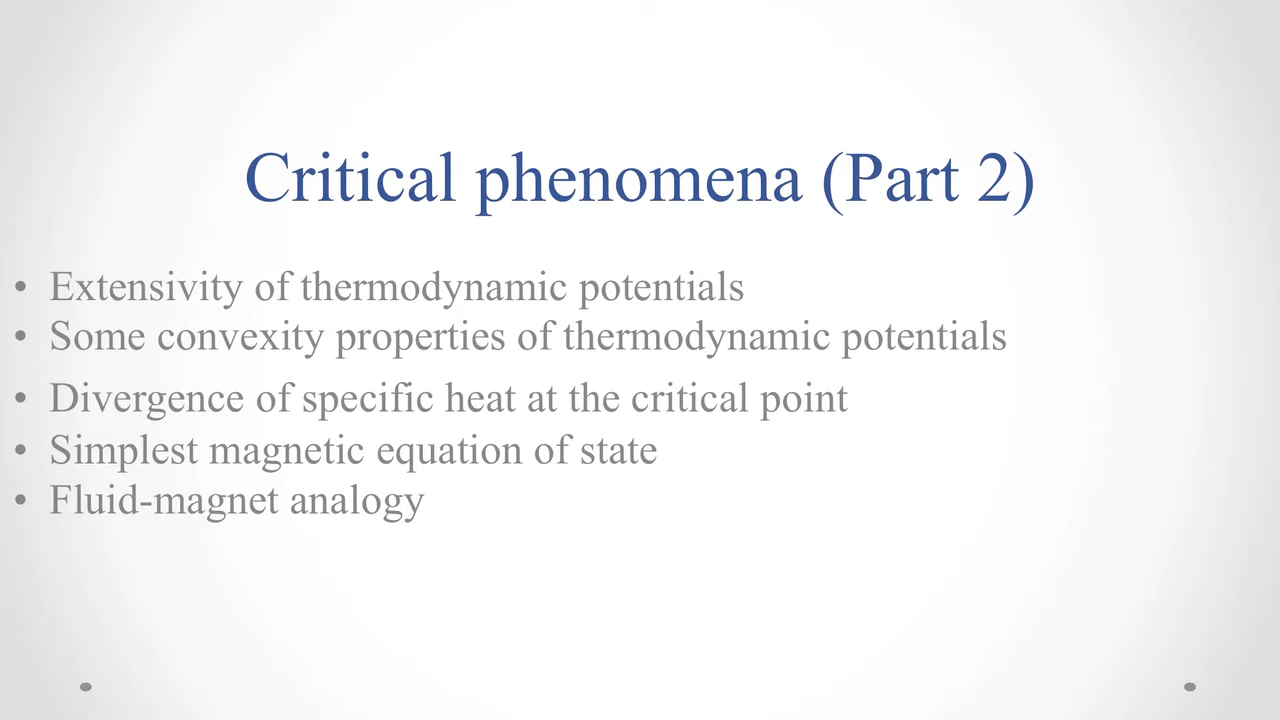 Critical phenomena (Part 2)
• Extensivity of thermodynamic potentials
• Some convexity properties of thermodynamic potentials
• Divergence of specific heat at the critical point
• Simplest magnetic equation of state
• Fluid-magnet analogy